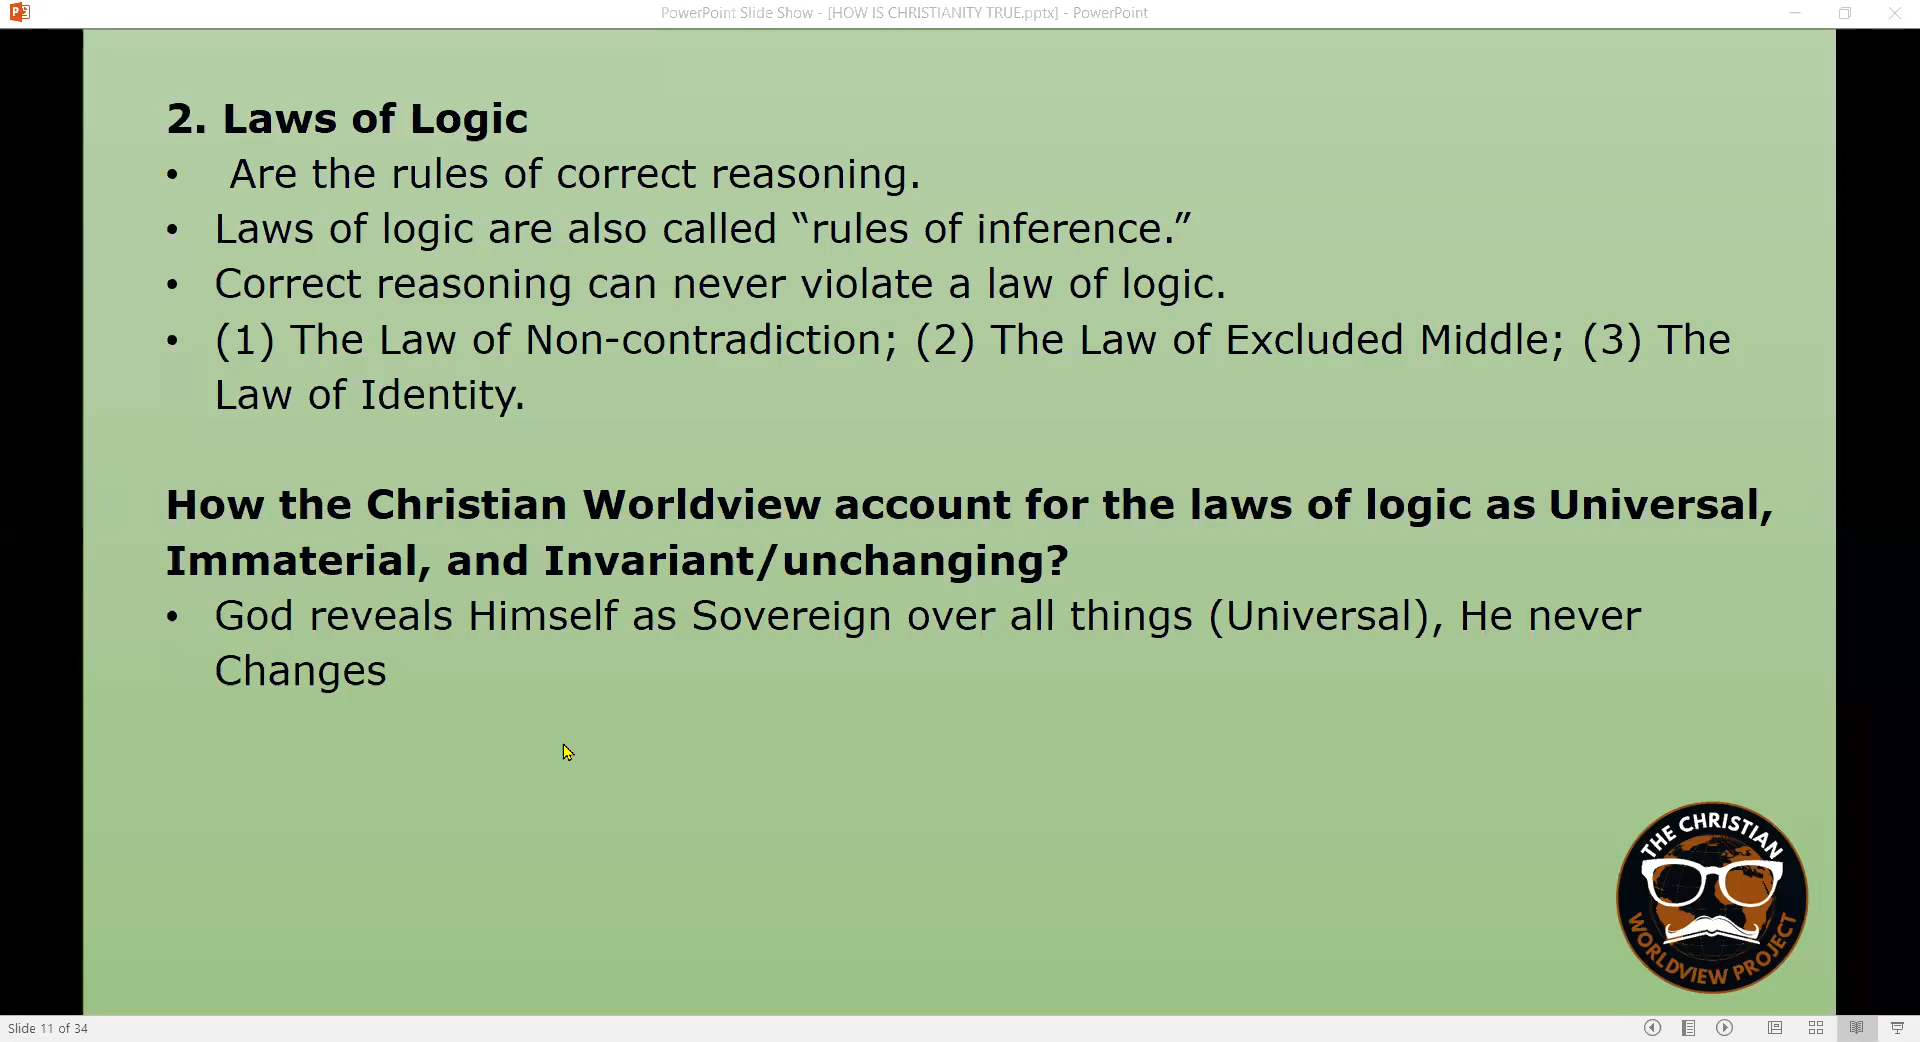 PowerPoint Slide Show - [HOW IS CHRISTIANITY TRUE.pptx] - PowerPoint
2. Laws of Logic
• Are the rules of correct reasoning.
• Laws of logic are also called “rules of inference.”
• Correct reasoning can never violate a law of logic.
• (1) The Law of Non-contradiction; (2) The Law of Excluded Middle; (3) The
Law of Identity.
How the Christian Worldview account for the laws of logic as Universal,
Immaterial, and Invariant/unchanging?
• God reveals Himself as Sovereign over all things (Universal), He never
Changes
THE CHRISTIAN
WORLDVIEW PROJECT
Slide 11 of 34